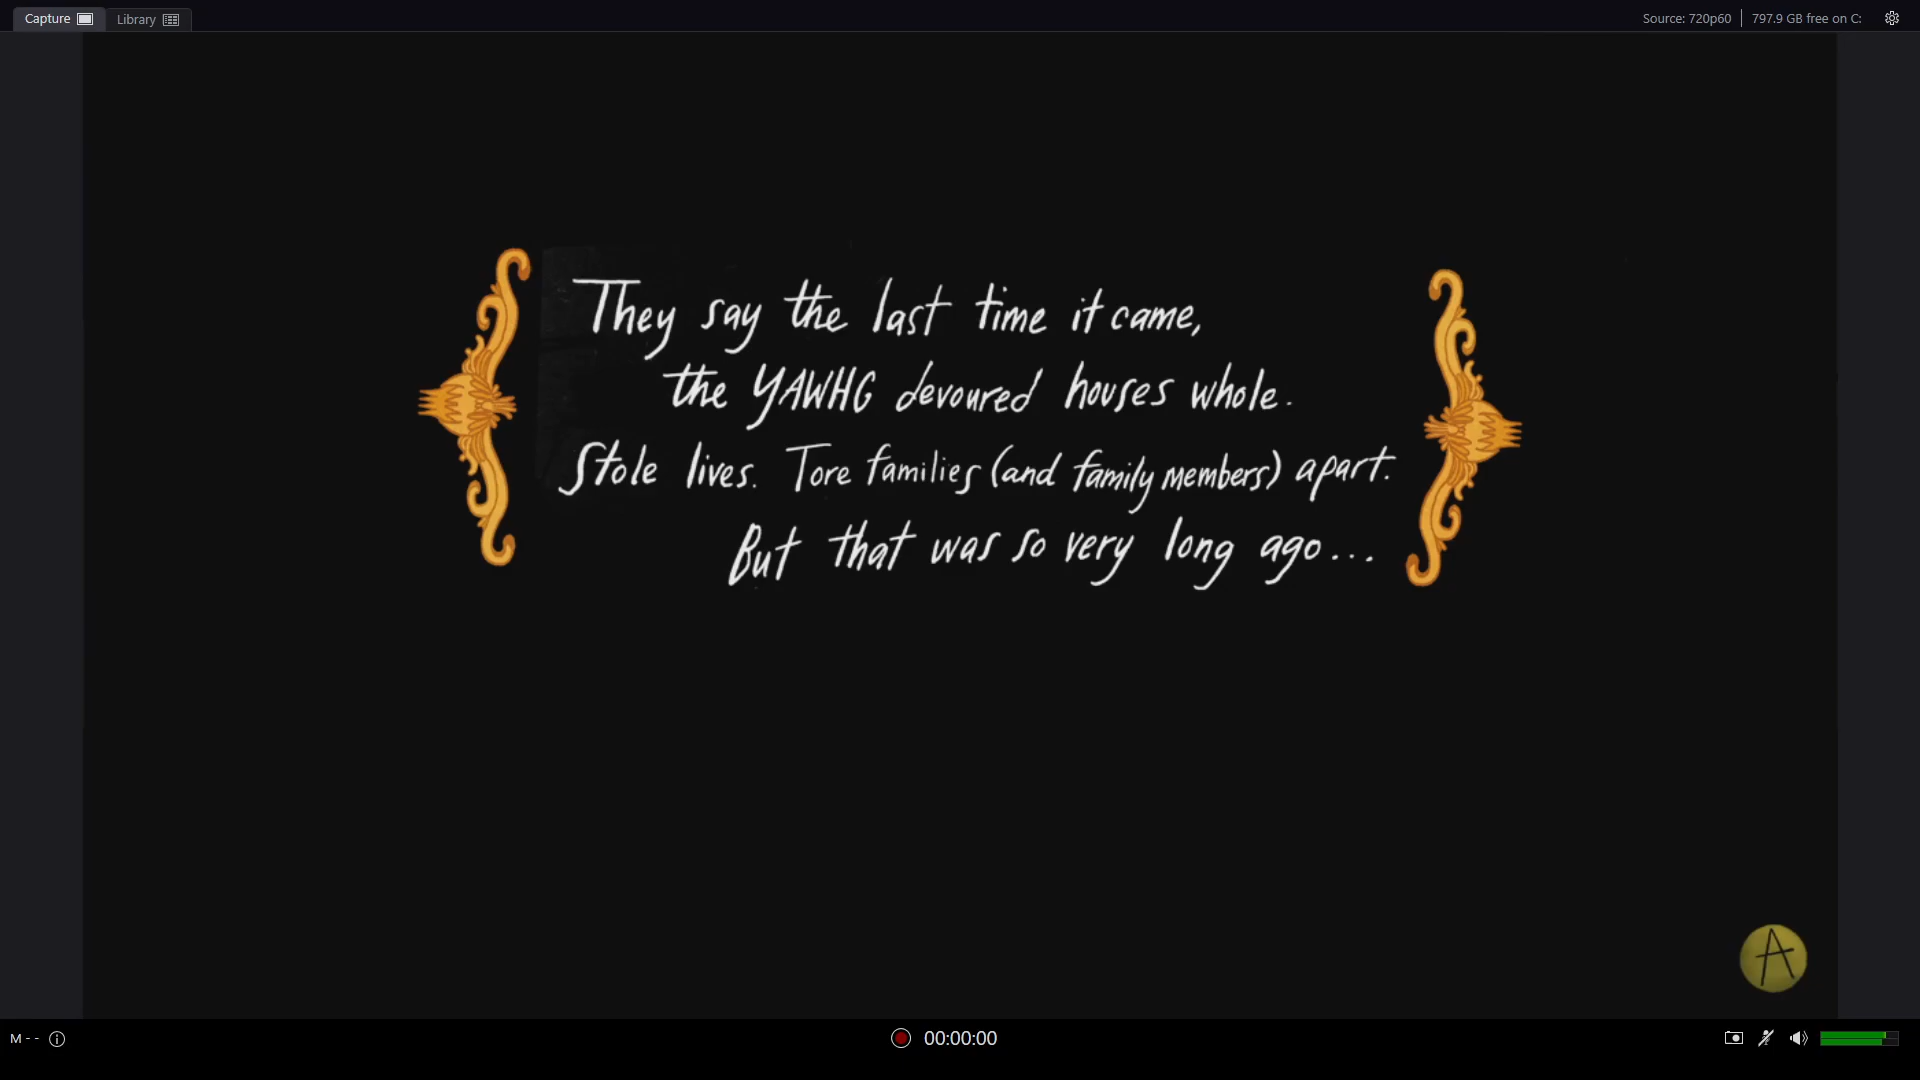 Capture
Library
Source: 720p60
797.9 GB free on C:
They say the last time it came,
the YAWHG devoured houses whole.
Stole lives. Tore families (and family members) apart.
But that was so very long ago...
A
M - -
00:00:00